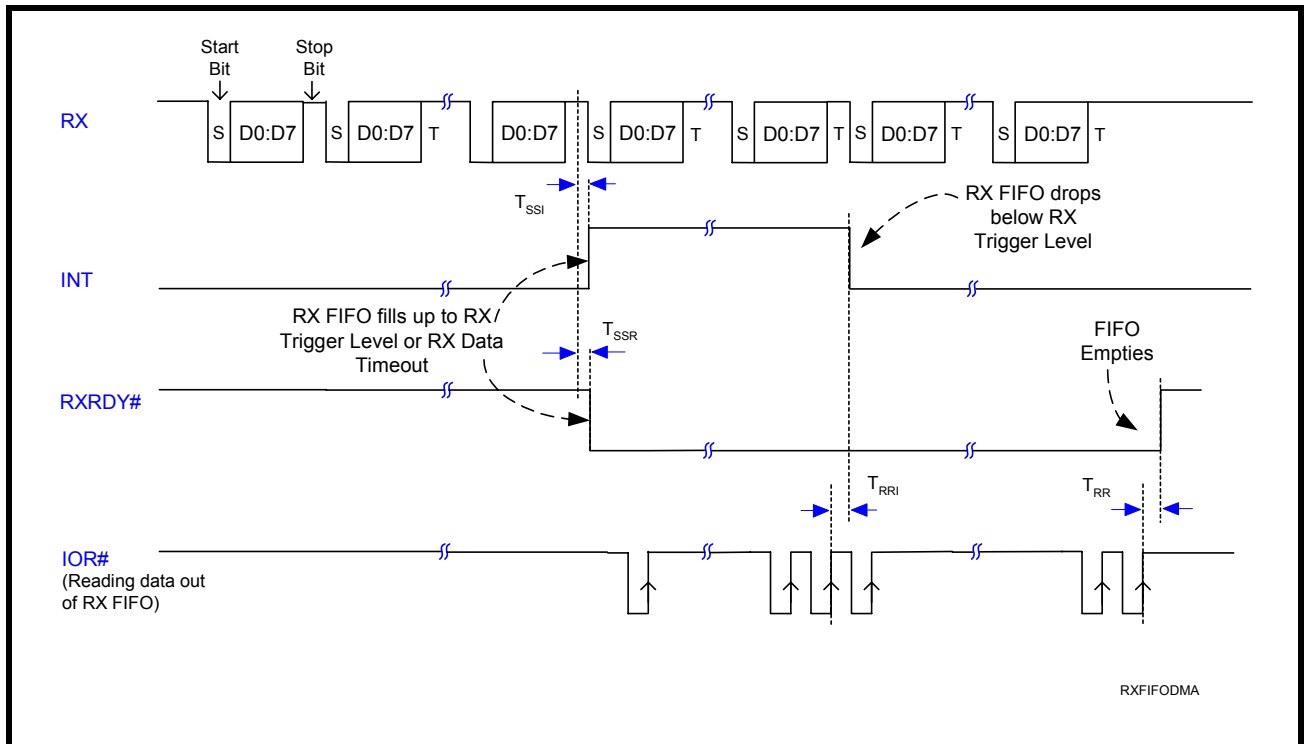 Start
Bit
Stop
Bit
RX
S D0:D7 S D0:D7 T D0:D7 S D0:D7 T S D0:D7 T S D0:D7 T S D0:D7 T
TSSI
RX FIFO drops
below RX
Trigger Level
INT
RX FIFO fills up to RX
Trigger Level or RX Data
Timeout
TSSR
FIFO
Empties
RXRDY#
TRRI
TRR
IOR#
(Reading data out
of RX FIFO)
RXFIFODMA